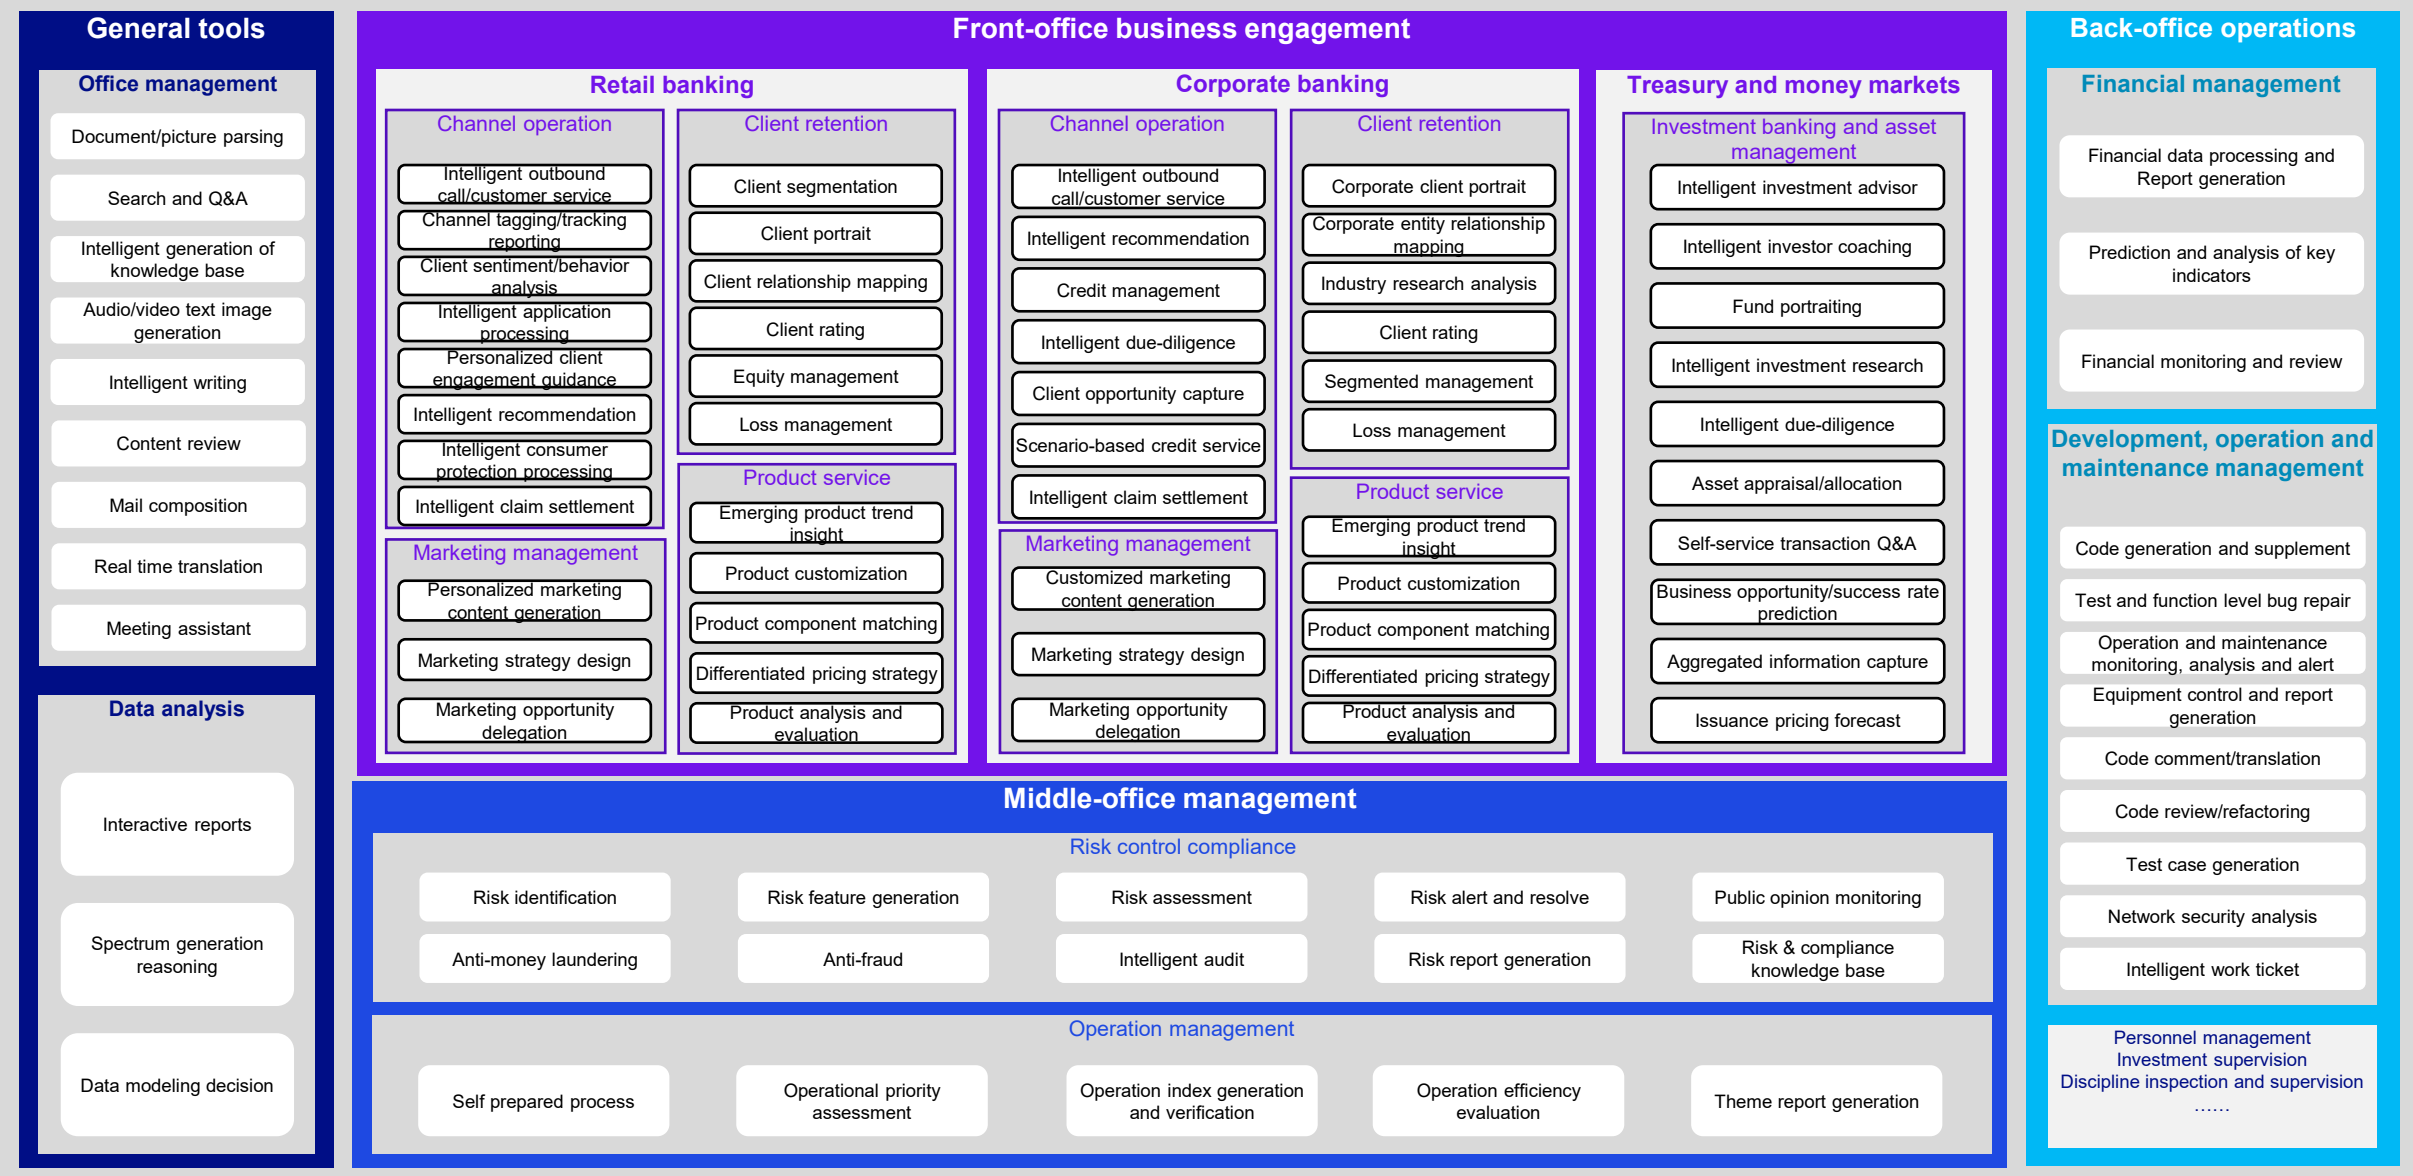 General tools
Office management
Document/picture parsing
Search and Q&A
Intelligent generation of
knowledge base
Audio/video text image
generation
Intelligent writing
Content review
Mail composition
Real time translation
Meeting assistant
Data analysis
Interactive reports
Spectrum generation
reasoning
Data modeling decision
Front-office business engagement
Retail banking
Channel operation
Intelligent outbound
call/customer service
Channel tagging/tracking
reporting
Client sentiment/behavior
analysis
Intelligent application
processing
Personalized client
engagement guidance
Intelligent recommendation
Intelligent consumer
protection processing
Intelligent claim settlement
Marketing management
Personalized marketing
content generation
Marketing strategy design
Marketing opportunity
delegation
Client retention
Client segmentation
Client portrait
Client relationship mapping
Client rating
Equity management
Loss management
Product service
Emerging product trend
insight
Product customization
Product component matching
Differentiated pricing strategy
Product analysis and
evaluation
Corporate banking
Channel operation
Intelligent outbound
call/customer service
Intelligent recommendation
Credit management
Intelligent due-diligence
Client opportunity capture
Scenario-based credit service
Intelligent claim settlement
Marketing management
Customized marketing
content generation
Marketing strategy design
Marketing opportunity
delegation
Client retention
Corporate client portrait
Corporate entity relationship
mapping
Industry research analysis
Client rating
Segmented management
Loss management
Product service
Emerging product trend
insight
Product customization
Product component matching
Differentiated pricing strategy
Product analysis and
evaluation
Treasury and money markets
Investment banking and asset
management
Intelligent investment advisor
Intelligent investor coaching
Fund portraiting
Intelligent investment research
Intelligent due-diligence
Asset appraisal/allocation
Self-service transaction Q&A
Business opportunity/success rate
prediction
Aggregated information capture
Issuance pricing forecast
Middle-office management
Risk control compliance
Risk identification
Risk feature generation
Risk assessment
Risk alert and resolve
Public opinion monitoring
Anti-money laundering
Anti-fraud
Intelligent audit
Risk report generation
Risk & compliance
knowledge base
Operation management
Self prepared process
Operational priority
assessment
Operation index generation
and verification
Operation efficiency
evaluation
Theme report generation
Back-office operations
Financial management
Financial data processing and
Report generation
Prediction and analysis of key
indicators
Financial monitoring and review
Development, operation and
maintenance management
Code generation and supplement
Test and function level bug repair
Operation and maintenance
monitoring, analysis and alert
Equipment control and report
generation
Code comment/translation
Code review/refactoring
Test case generation
Network security analysis
Intelligent work ticket
Personnel management
Investment supervision
Discipline inspection and supervision
……